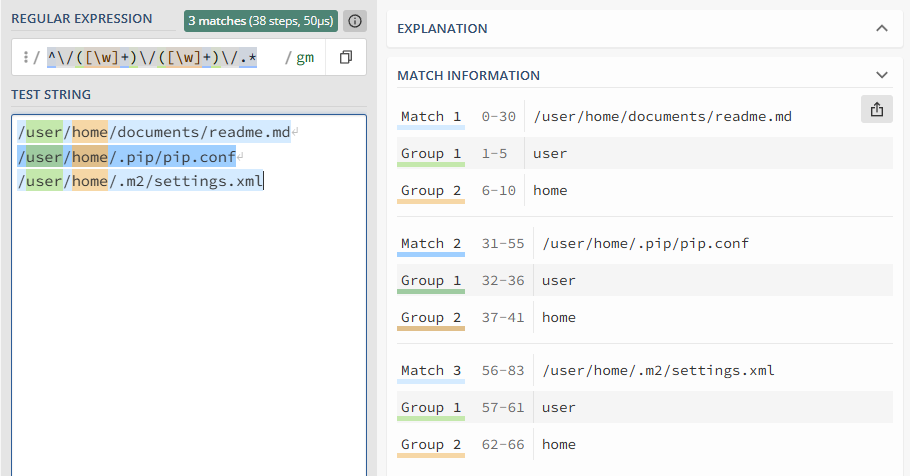 REGULAR EXPRESSION
3 matches (38 steps, 50µs)
/ ^\/([\w]+)\/([\w]+)\/.* / gm
TEST STRING
/user/home/documents/readme.md
/user/home/.pip/pip.conf
/user/home/.m2/settings.xml
EXPLANATION
MATCH INFORMATION
Match 1 0-30 /user/home/documents/readme.md
Group 1 1-5 user
Group 2 6-10 home
Match 2 31-55 /user/home/.pip/pip.conf
Group 1 32-36 user
Group 2 37-41 home
Match 3 56-83 /user/home/.m2/settings.xml
Group 1 57-61 user
Group 2 62-66 home